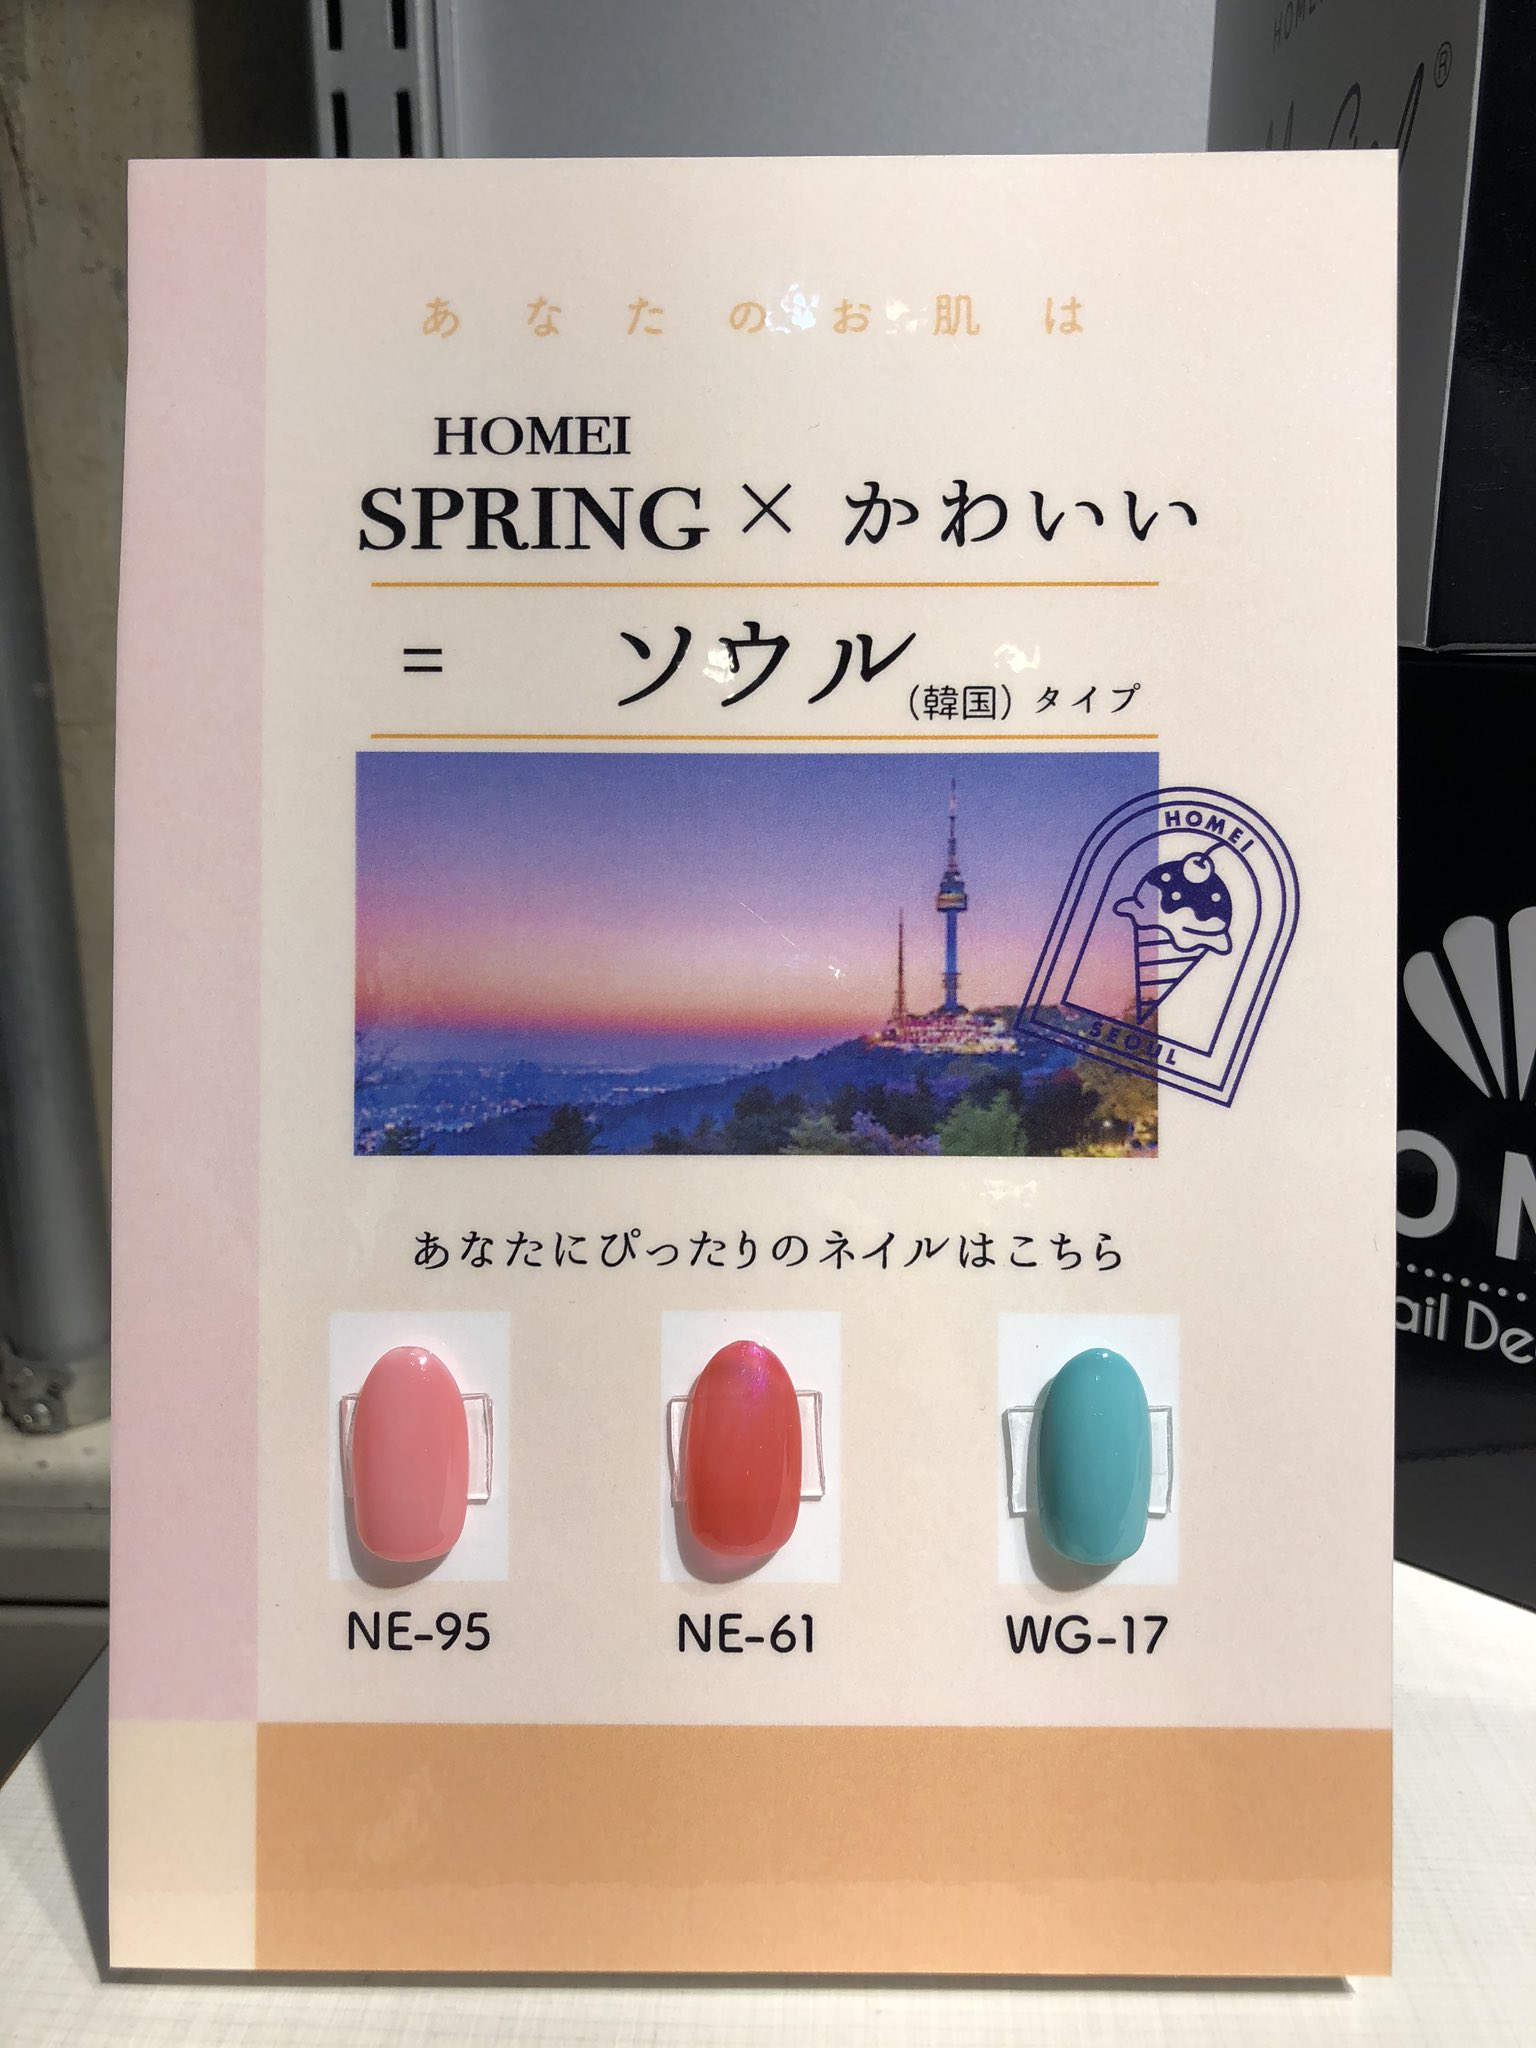 あなたのお肌は
HOMEI
SPRING × かわいい
= ソウル (韓国) タイプ
HOMEI
SEOUL
あなたにぴったりのネイルはこちら
NE-95
NE-61
WG-17